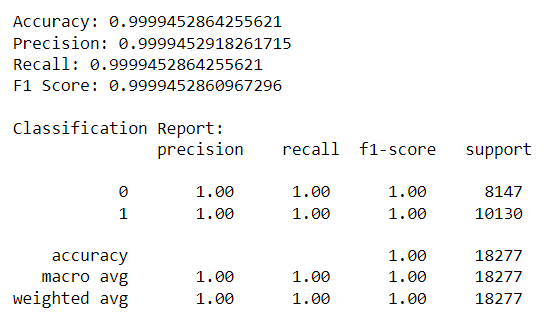 Accuracy: 0.9999452864255621
Precision: 0.9999452918261715
Recall: 0.9999452864255621
F1 Score: 0.9999452860967296
Classification Report:
precision recall f1-score support
0 1.00 1.00 1.00 8147
1 1.00 1.00 1.00 10130
accuracy 1.00 18277
macro avg 1.00 1.00 1.00 18277
weighted avg 1.00 1.00 1.00 18277